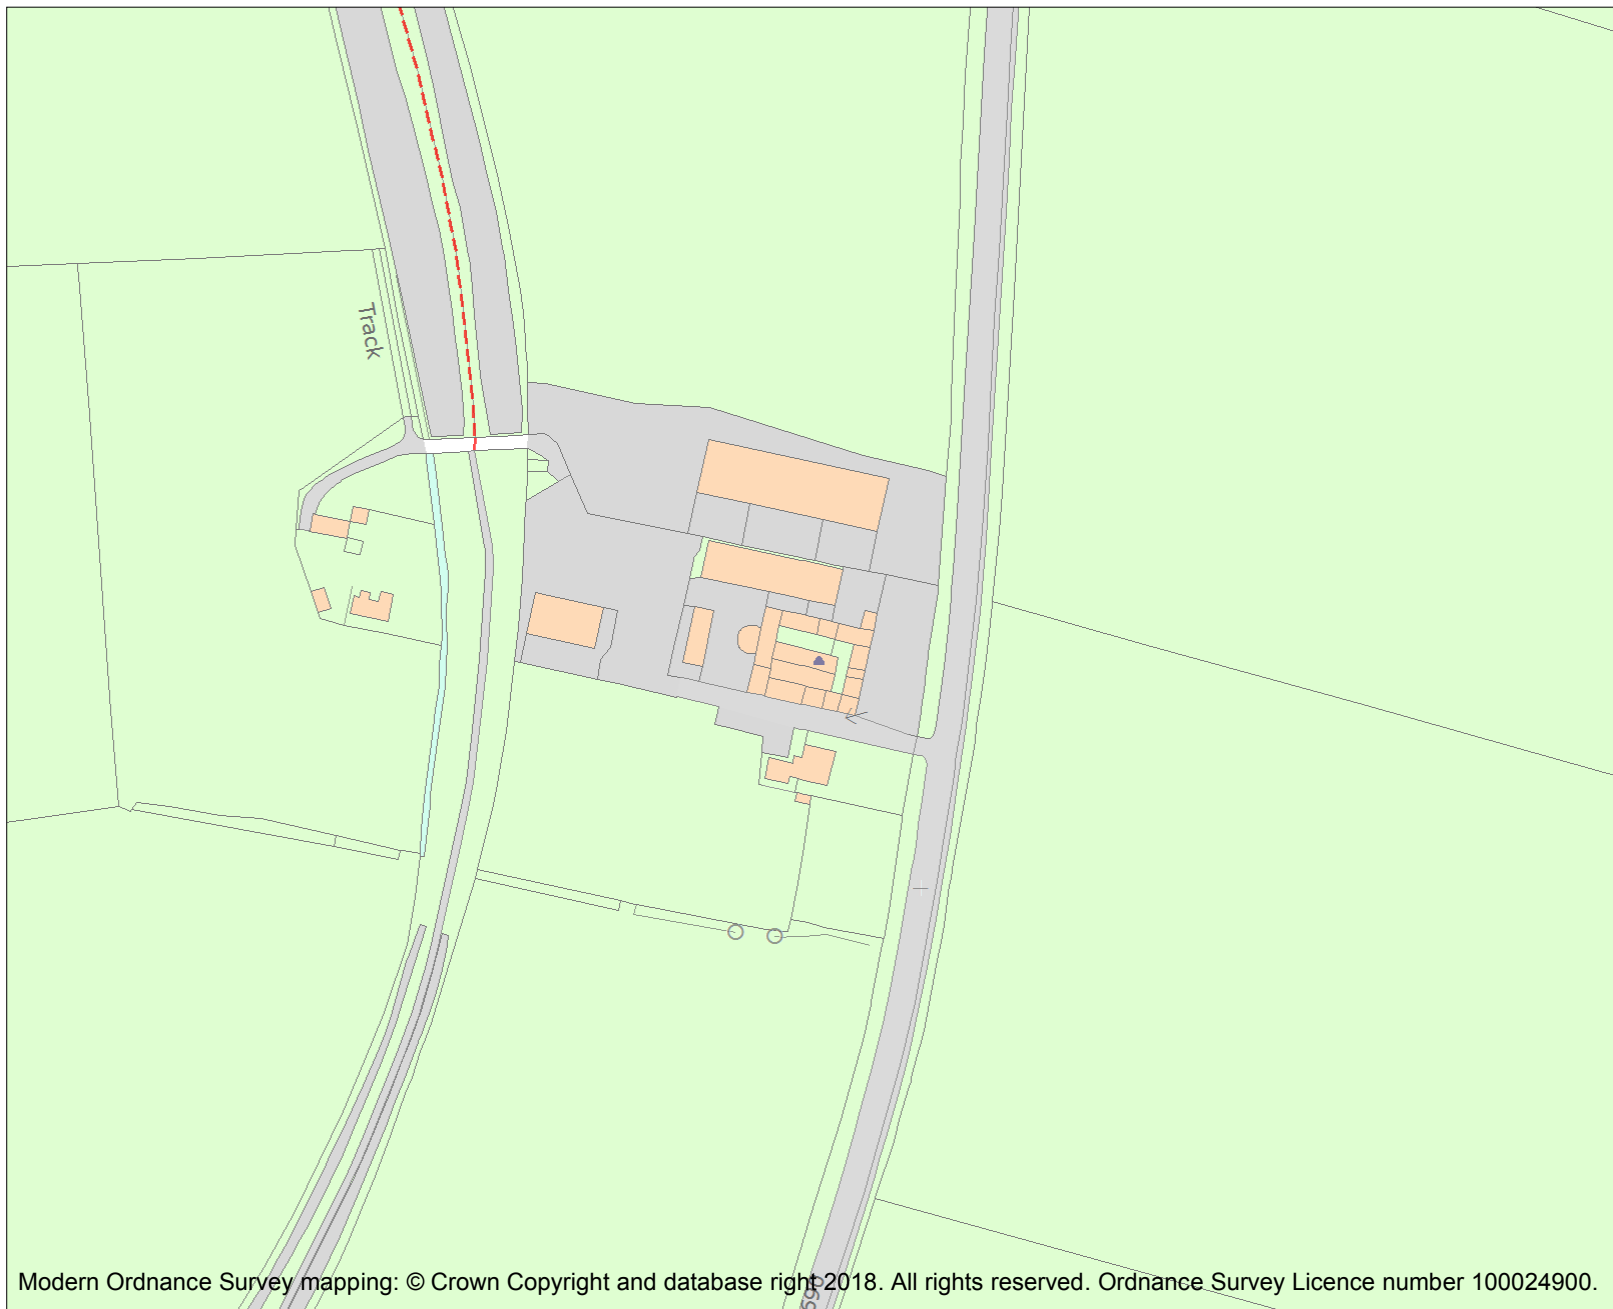 Track
Modern Ordnance Survey mapping: © Crown Copyright and database right 2018. All rights reserved. Ordnance Survey Licence number 100024900.